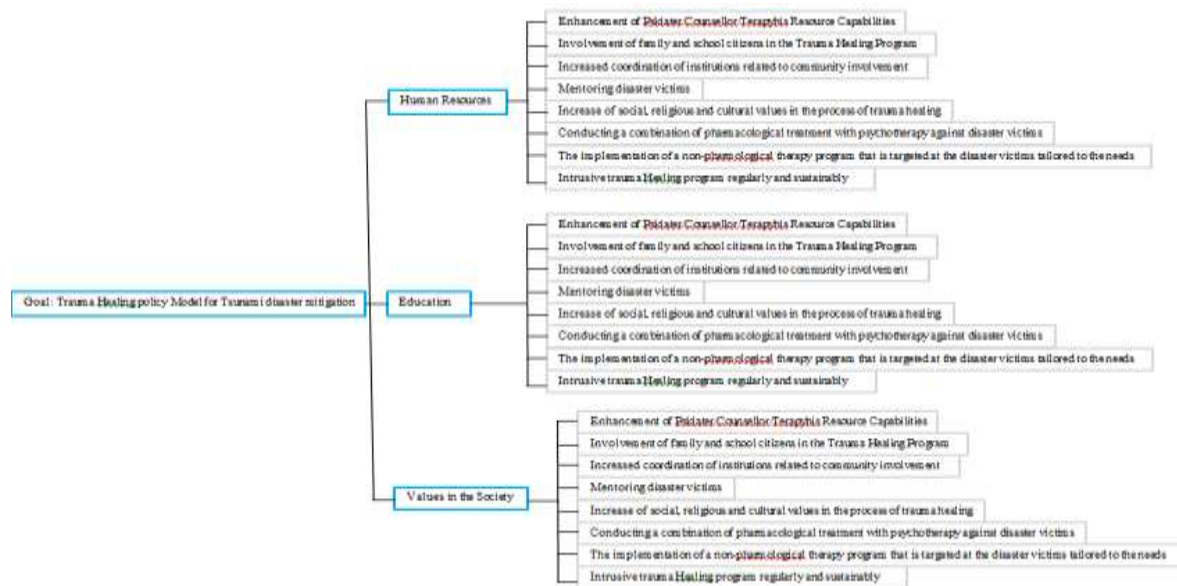 Enhancement of Psidater Counsellor/Terapybis Resource Capabilities
Involvement of family and school citizens in the Trauma Healing Program
Increased coordination of institutions related to community involvement
Mentoring disaster victims
Increase of social, religious and cultural values in the process of trauma healing
Conducting a combination of pharmacological treatment with psychotherapy against disaster victims
The implementation of a non-phamological therapy program that is targeted at the disaster victims tailored to the needs
Intrusive trauma Healing program regularly and sustainably
Human Resources
Goal: Trauma Healing policy Model for Tsunami disaster mitigation
Enhancement of Psidater Counsellor/Terapybis Resource Capabilities
Involvement of family and school citizens in the Trauma Healing Program
Increased coordination of institutions related to community involvement
Mentoring disaster victims
Increase of social, religious and cultural values in the process of trauma healing
Conducting a combination of pharmacological treatment with psychotherapy against disaster victims
The implementation of a non-phamological therapy program that is targeted at the disaster victims tailored to the needs
Intrusive trauma Healing program regularly and sustainably
Education
Enhancement of Psidater Counsellor/Terapybis Resource Capabilities
Involvement of family and school citizens in the Trauma Healing Program
Increased coordination of institutions related to community involvement
Mentoring disaster victims
Increase of social, religious and cultural values in the process of trauma healing
Conducting a combination of pharmacological treatment with psychotherapy against disaster victims
The implementation of a non-phamological therapy program that is targeted at the disaster victims tailored to the needs
Intrusive trauma Healing program regularly and sustainably
Values in the Society